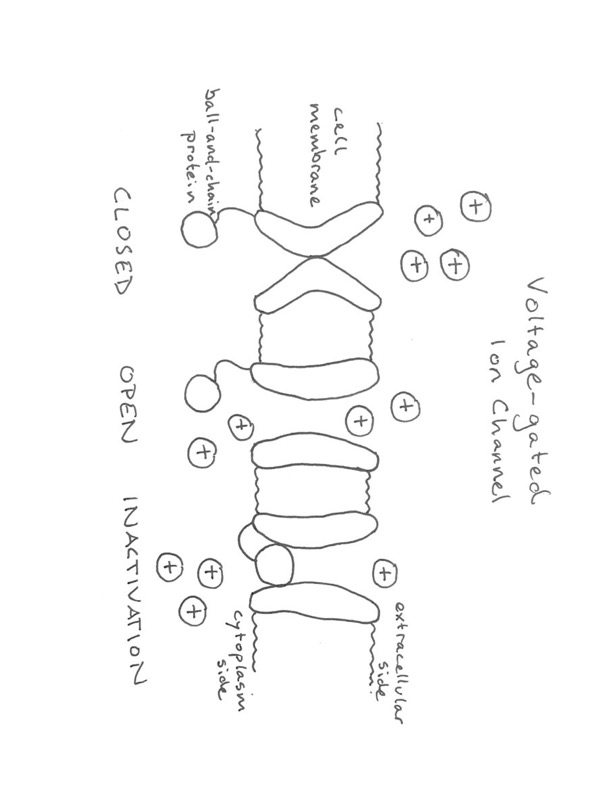 Voltage-gated
Ion Channel
cell
membrane
ball-and-chain
protein
extracellular
side
cytoplasm
side
+
+
+
+
+
+
+
+
+
+
+
+
CLOSED
OPEN
INACTIVATION